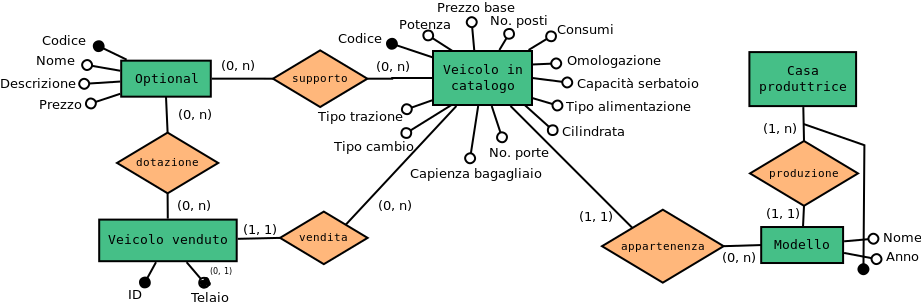 Prezzo base
Potenza
No. posti
Consumi
Codice
Codice
Nome
Descrizione
Prezzo
Optional
(0, n)
supporto
(0, n)
Veicolo in
catalogo
Omologazione
Capacità serbatoio
Tipo alimentazione
Cilindrata
Casa
produttrice
Tipo trazione
Tipo cambio
No. porte
Capienza bagagliaio
(0, n)
dotazione
(0, n)
(1, n)
produzione
(1, 1)
Veicolo venduto
(1, 1)
vendita
(0, n)
(1, 1)
appartenenza
(0, n)
Modello
Nome
Anno
ID
(0, 1)
Telaio